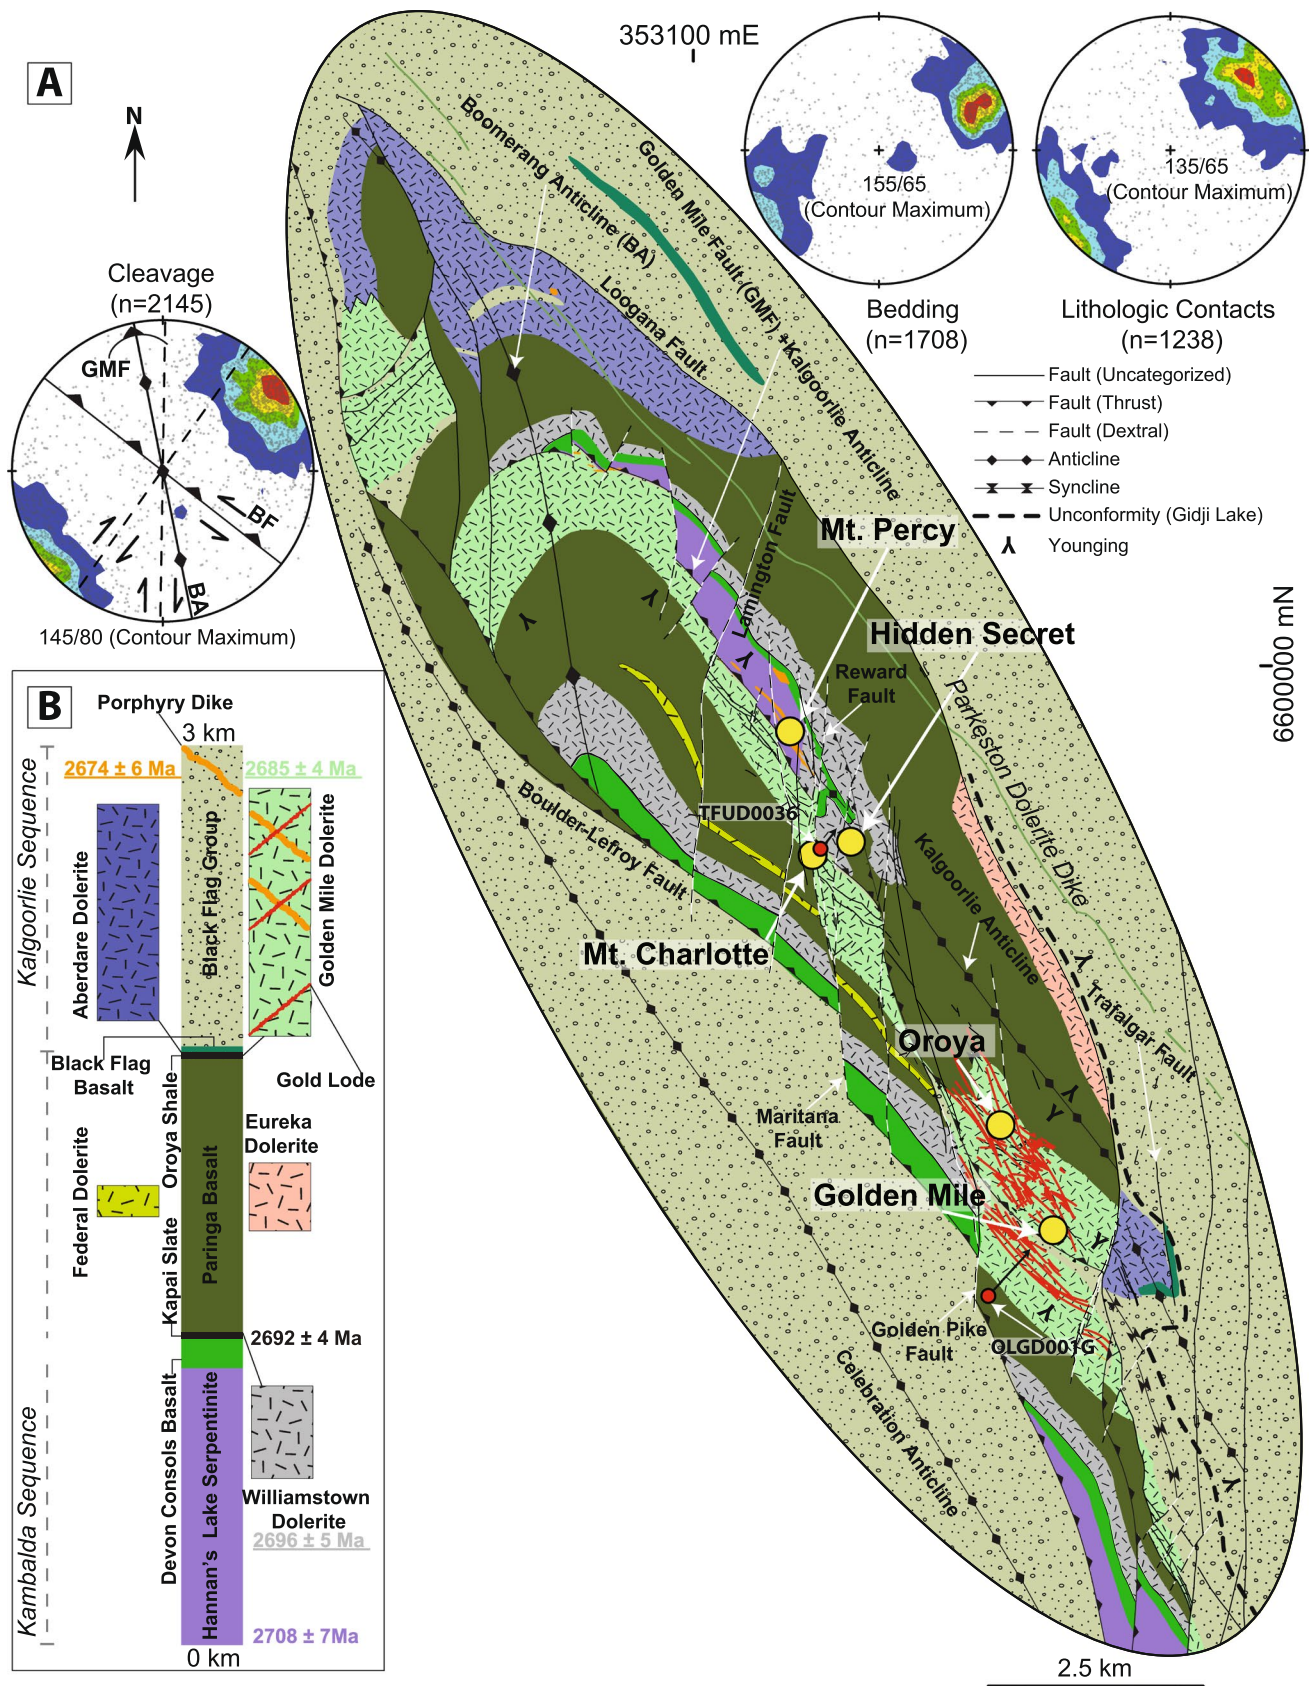 A
N
353100 mE
155/65
(Contour Maximum)
Bedding
(n=1708)
135/65
(Contour Maximum)
Lithologic Contacts
(n=1238)
Fault (Uncategorized)
Fault (Thrust)
Fault (Dextral)
Anticline
Syncline
Unconformity (Gidji Lake)
Younging
Cleavage
(n=2145)
GMF
BF
BA
145/80 (Contour Maximum)
Boomerang Anticline (BA)
Golden Mile Fault (GMF)
Kalgoorlie Anticline
Loogana Fault
Lamington Fault
Mt. Percy
Hidden Secret
Reward
Fault
6600000 mN
Parkeston Dolerite Dike
TFUD0036
Boulder-Lefroy Fault
Kalgoorlie Anticline
Mt. Charlotte
Trafalgar Fault
Oroya
Maritana
Fault
Golden Mile
Golden Pike
Fault
OLGD001G
Celebration Anticline
2.5 km
B
Porphyry Dike
3 km
2674 ± 6 Ma
2685 ± 4 Ma
Kalgoorlie Sequence
Aberdare Dolerite
Black Flag Group
Golden Mile Dolerite
Black Flag
Basalt
Gold Lode
Oroya Shale
Eureka
Dolerite
Federal Dolerite
Paringa Basalt
Kapai Slate
2692 ± 4 Ma
Kambalda Sequence
Devon Consols Basalt
Hannan's Lake Serpentinite
Williamstown
Dolerite
2696 ± 5 Ma
2708 ± 7Ma
0 km